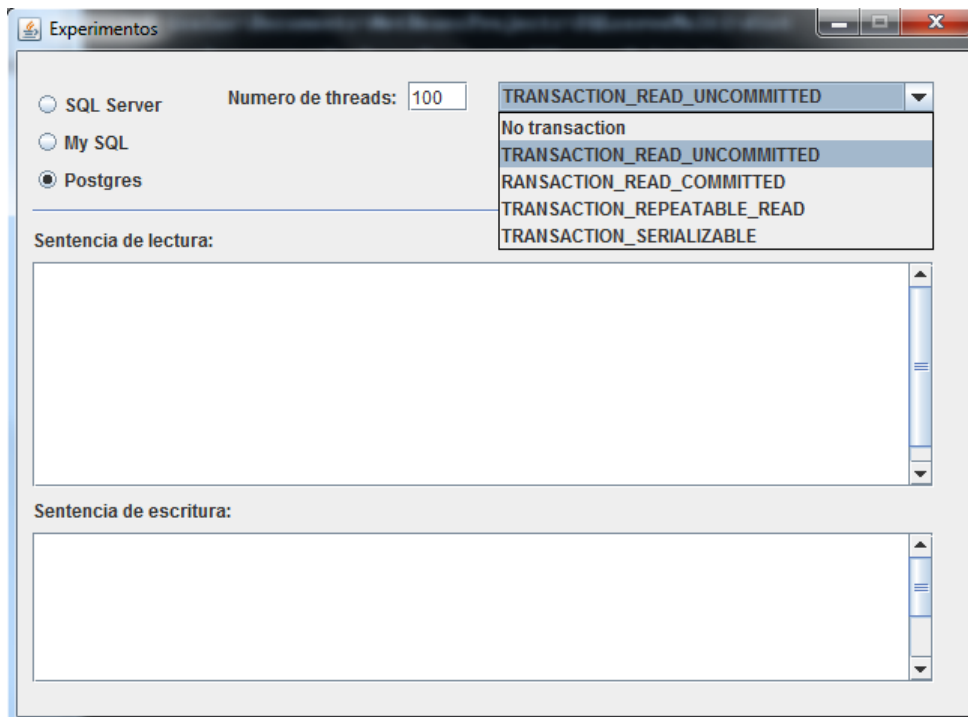 Experimentos
SQL Server
Numero de threads: 100
TRANSACTION_READ_UNCOMMITTED
No transaction
My SQL
TRANSACTION_READ_UNCOMMITTED
Postgres
RANSACTION_READ_COMMITTED
TRANSACTION_REPEATABLE_READ
TRANSACTION_SERIALIZABLE
Sentencia de lectura:
Sentencia de escritura: